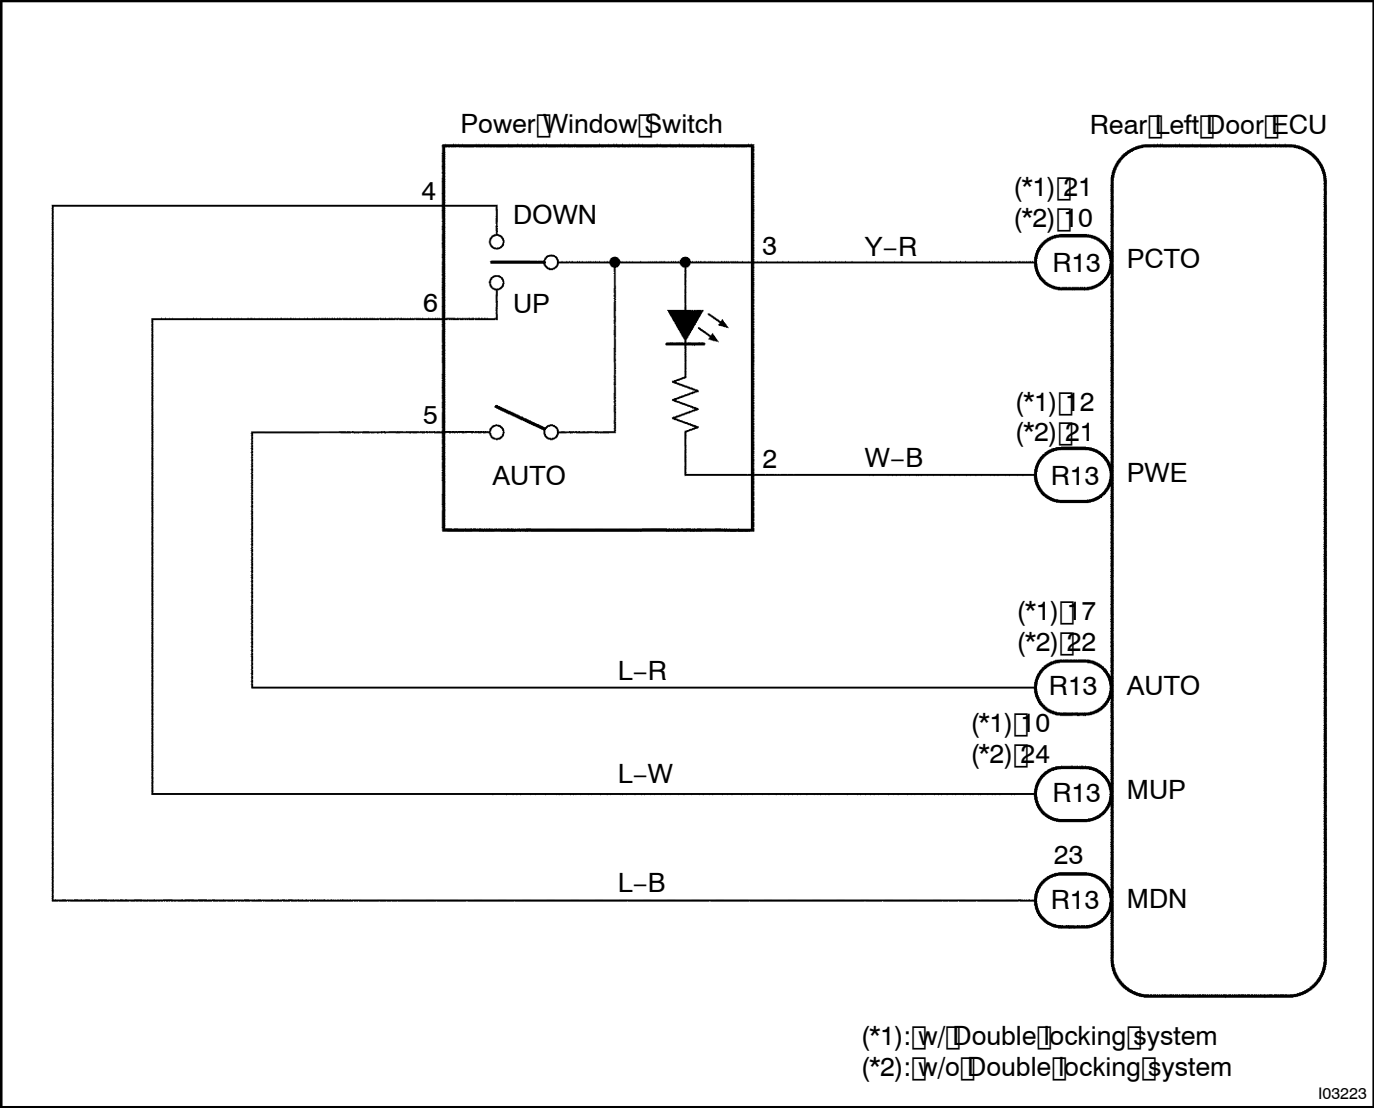 Power Window Switch
Rear Left Door ECU
4
DOWN
(*1) 21
(*2) 10
3
Y–R
R13
PCTO
6
UP
(*1) 12
(*2) 21
5
AUTO
2
W–B
R13
PWE
(*1) 17
(*2) 22
L–R
R13
AUTO
(*1) 10
(*2) 24
L–W
R13
MUP
23
L–B
R13
MDN
(*1): w/ Double locking system
(*2): w/o Double locking system
I03223